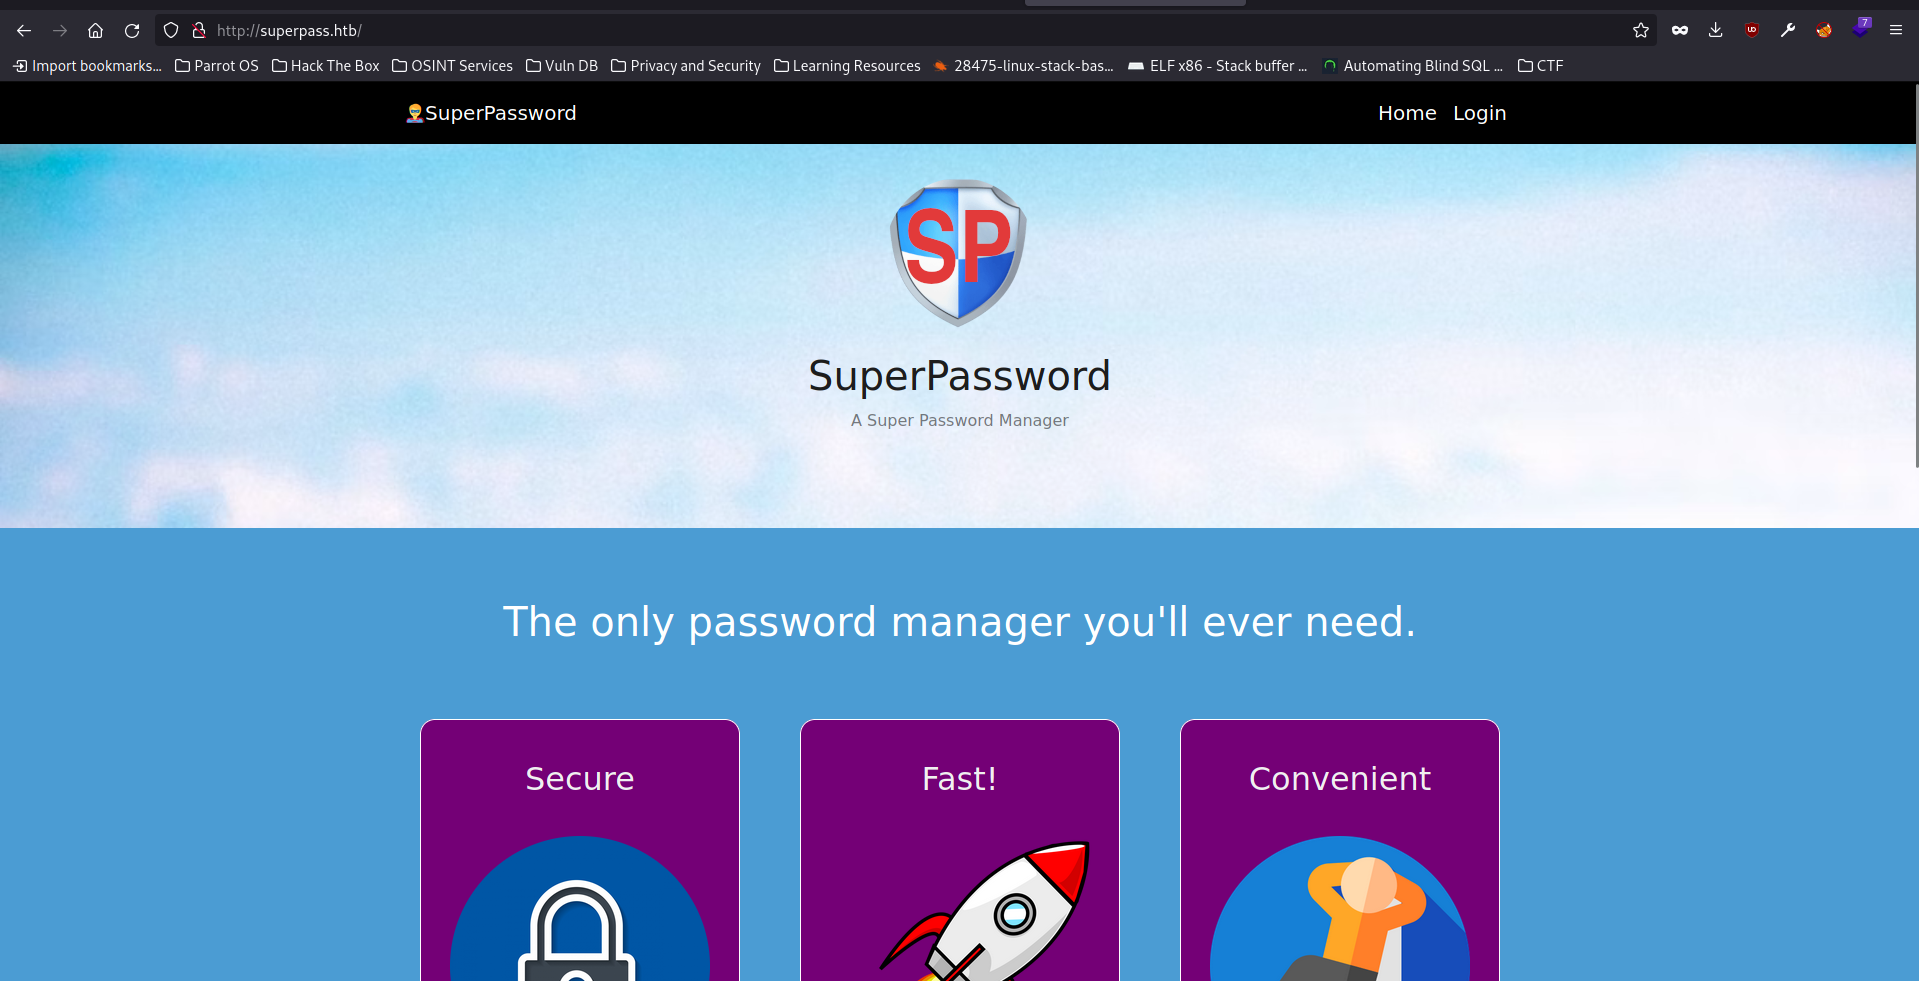 http://superpass.htb/
7
Import bookmarks... Parrot OS Hack The Box OSINT Services Vuln DB Privacy and Security Learning Resources 28475-linux-stack-bas... ELF x86 - Stack buffer ... Automating Blind SQL ... CTF
SuperPassword Home Login
SP
SuperPassword
A Super Password Manager
The only password manager you'll ever need.
Secure Fast! Convenient